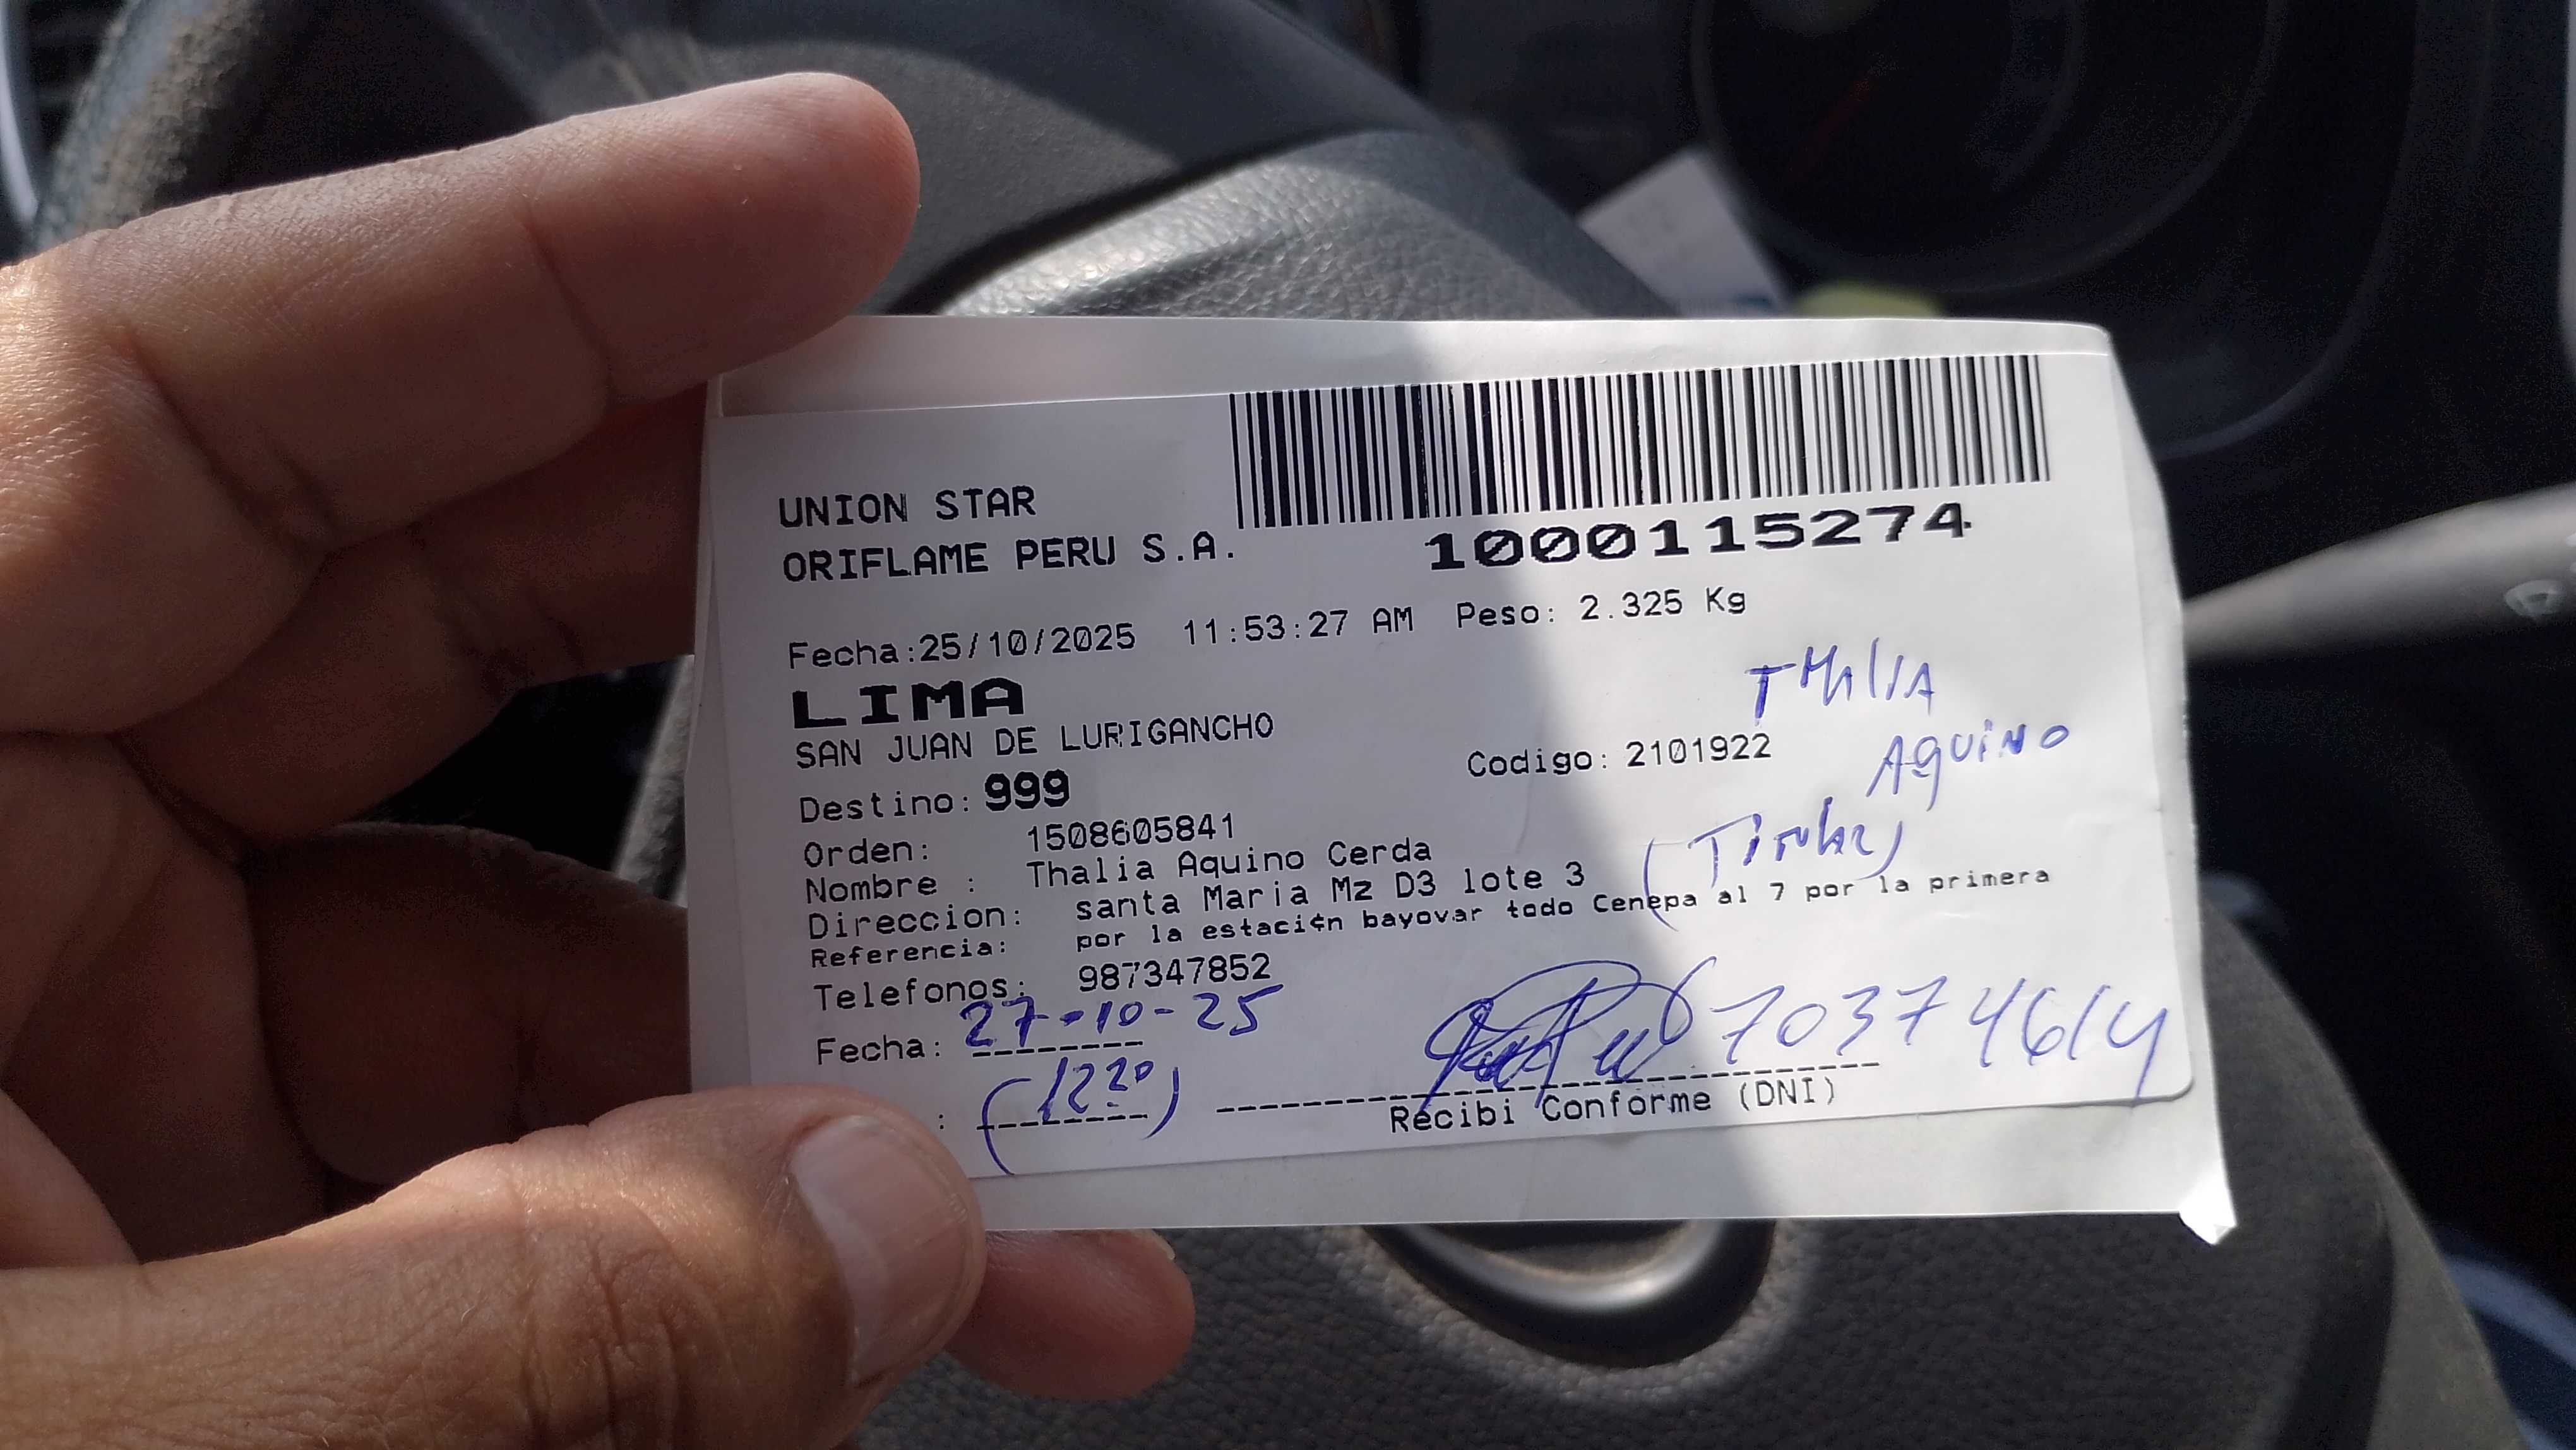 UNION STAR
ORIFLAME PERU S.A.
1000115274
Fecha:25/10/2025 11:53:27 AM Peso: 2.325 Kg
LIMA
SAN JUAN DE LURIGANCHO
THALIA
Codigo: 2101922
AQUINO
Destino: 999
Orden: 1508605841
(Titular)
Nombre : Thalia Aquino Cerda
Direccion: santa Maria Mz D3 lote 3
Referencia: por la estaci¢n bayovar todo Cenepa al 7 por la primera
Telefonos: 987347852
Fecha: 27-10-25
70374614
: (1220)
Recibi Conforme (DNI)